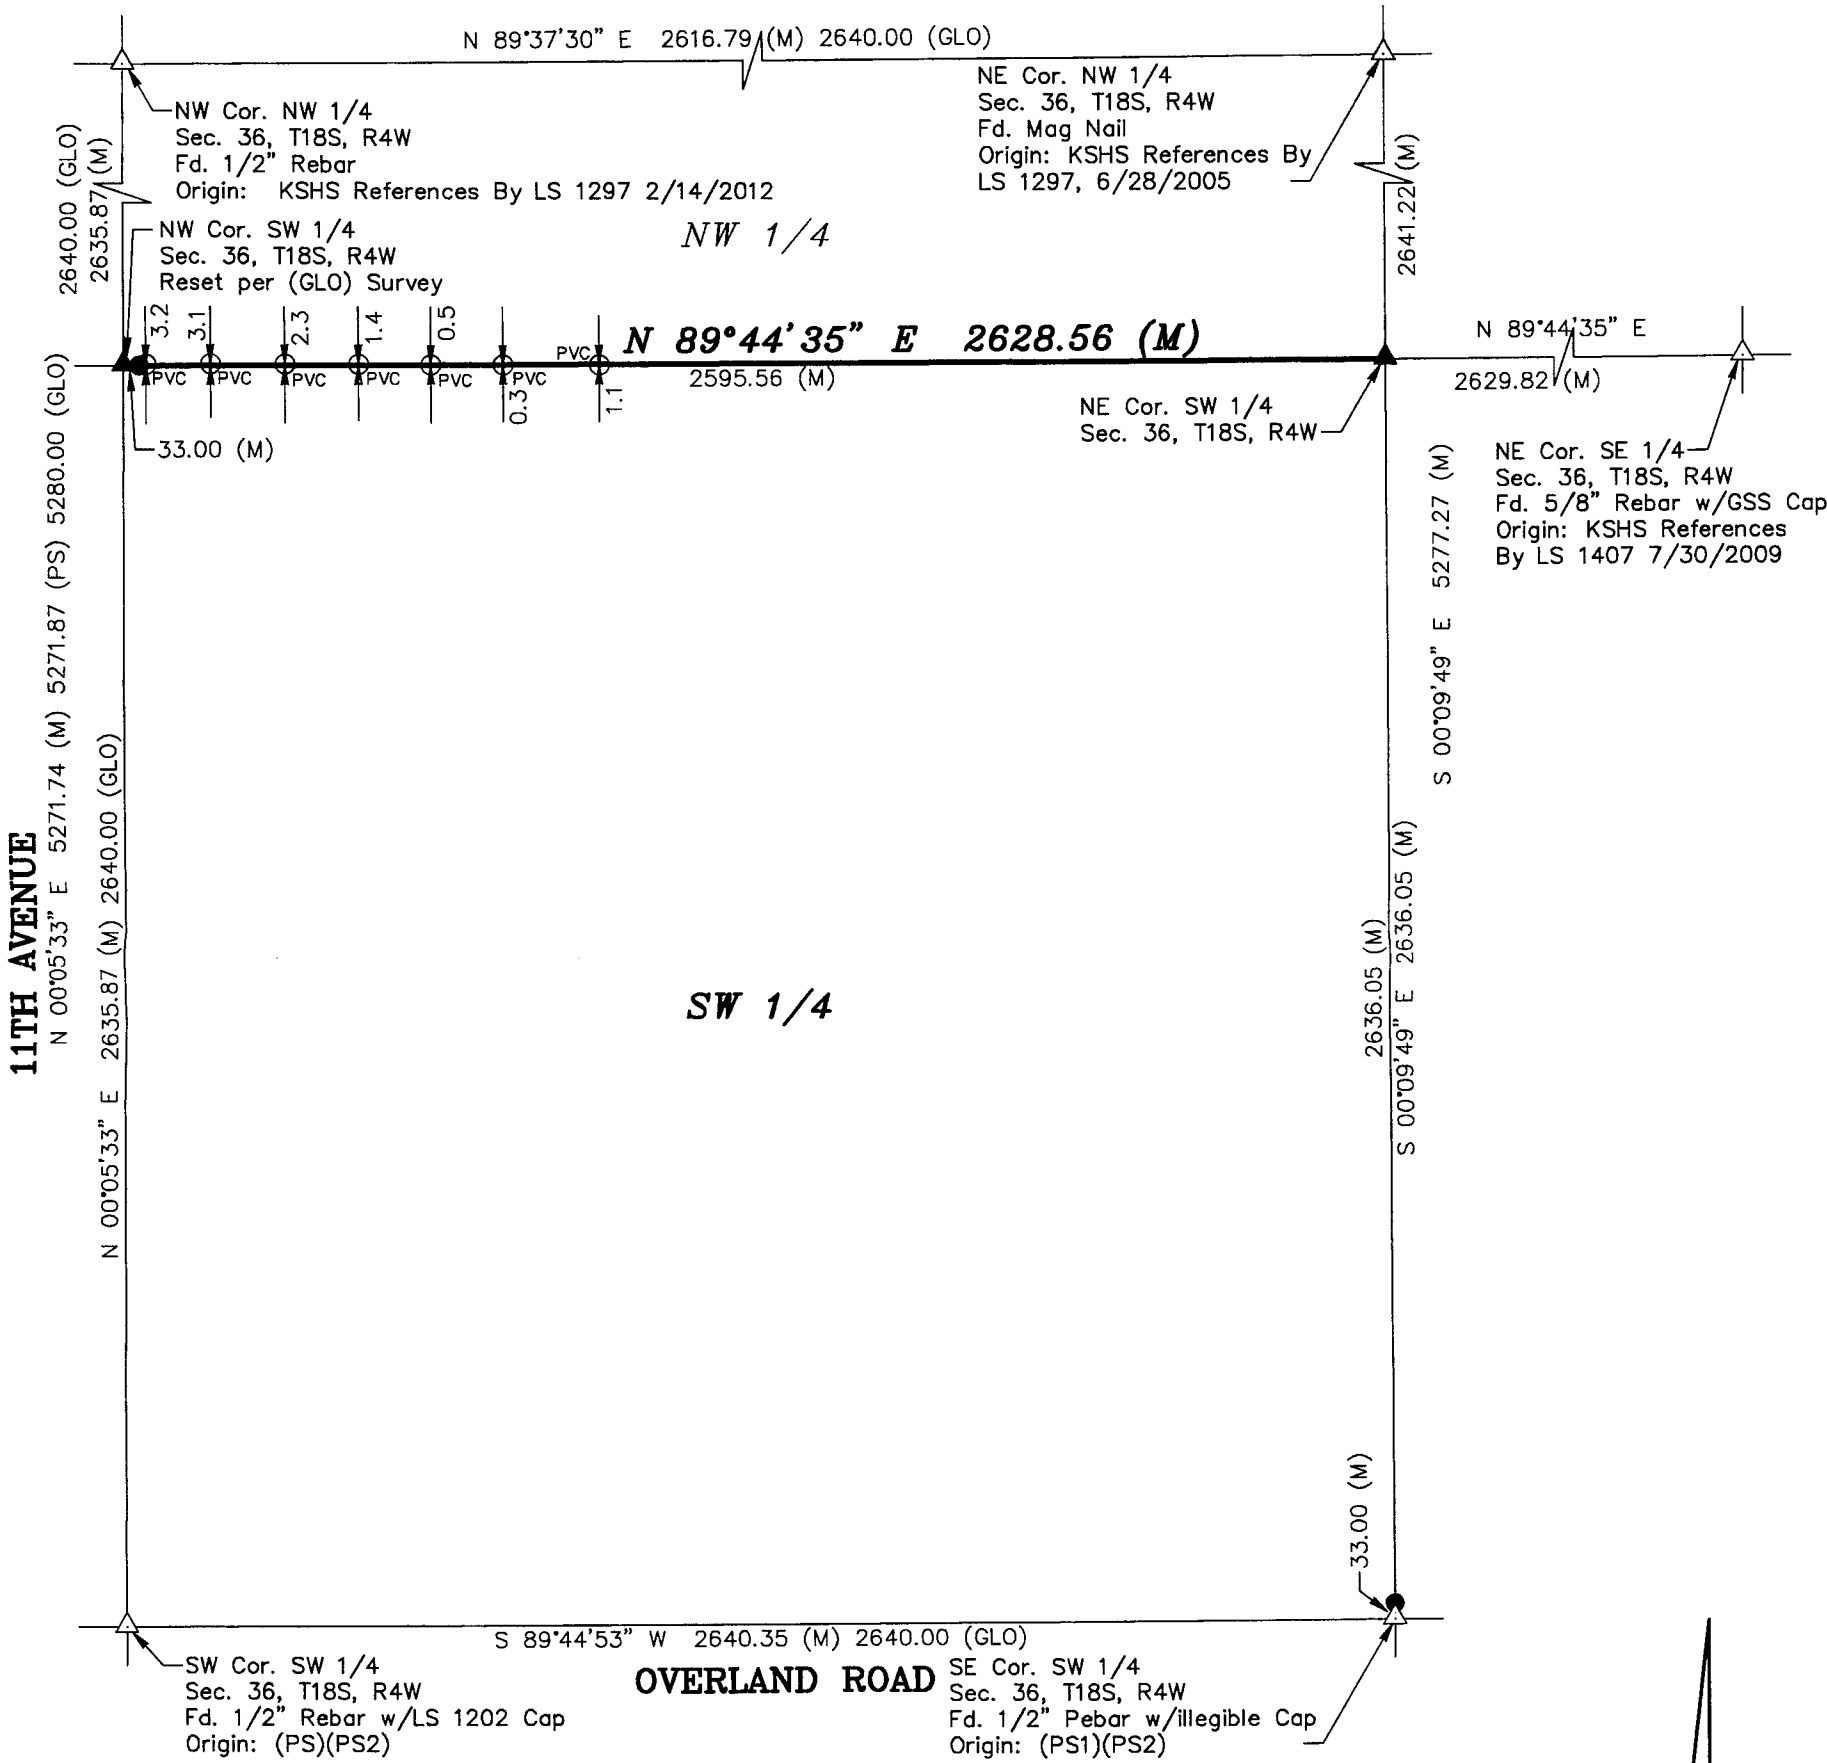 N 89°37'30" E 2616.79 (M) 2640.00 (GLO)
NW Cor. NW 1/4
Sec. 36, T18S, R4W
Fd. 1/2" Rebar
Origin: KSHS References By LS 1297 2/14/2012
NE Cor. NW 1/4
Sec. 36, T18S, R4W
Fd. Mag Nail
Origin: KSHS References By
LS 1297, 6/28/2005
2640.00 (GLO)
2635.87 (M)
2641.22 (M)
NW Cor. SW 1/4
Sec. 36, T18S, R4W
Reset per (GLO) Survey
NW 1/4
3.2
3.1
2.3
1.4
0.5
N 89°44'35" E 2628.56 (M)
N 89°44'35" E
PVC
PVC
PVC
PVC
PVC
PVC
PVC
2595.56 (M)
2629.82 (M)
0.3
1.1
33.00 (M)
NE Cor. SW 1/4
Sec. 36, T18S, R4W
NE Cor. SE 1/4
Sec. 36, T18S, R4W
Fd. 5/8" Rebar w/GSS Cap
Origin: KSHS References
By LS 1407 7/30/2009
11TH AVENUE
N 00°05'33" E 5271.74 (M) 5271.87 (PS) 5280.00 (GLO)
N 00°05'33" E 2635.87 (M) 2640.00 (GLO)
SW 1/4
2636.05 (M)
S 00°09'49" E 2636.05 (M)
S 00°09'49" E 5277.27 (M)
33.00 (M)
S 89°44'53" W 2640.35 (M) 2640.00 (GLO)
OVERLAND ROAD
SW Cor. SW 1/4
Sec. 36, T18S, R4W
Fd. 1/2" Rebar w/LS 1202 Cap
Origin: (PS)(PS2)
SE Cor. SW 1/4
Sec. 36, T18S, R4W
Fd. 1/2" Pebar w/illegible Cap
Origin: (PS1)(PS2)